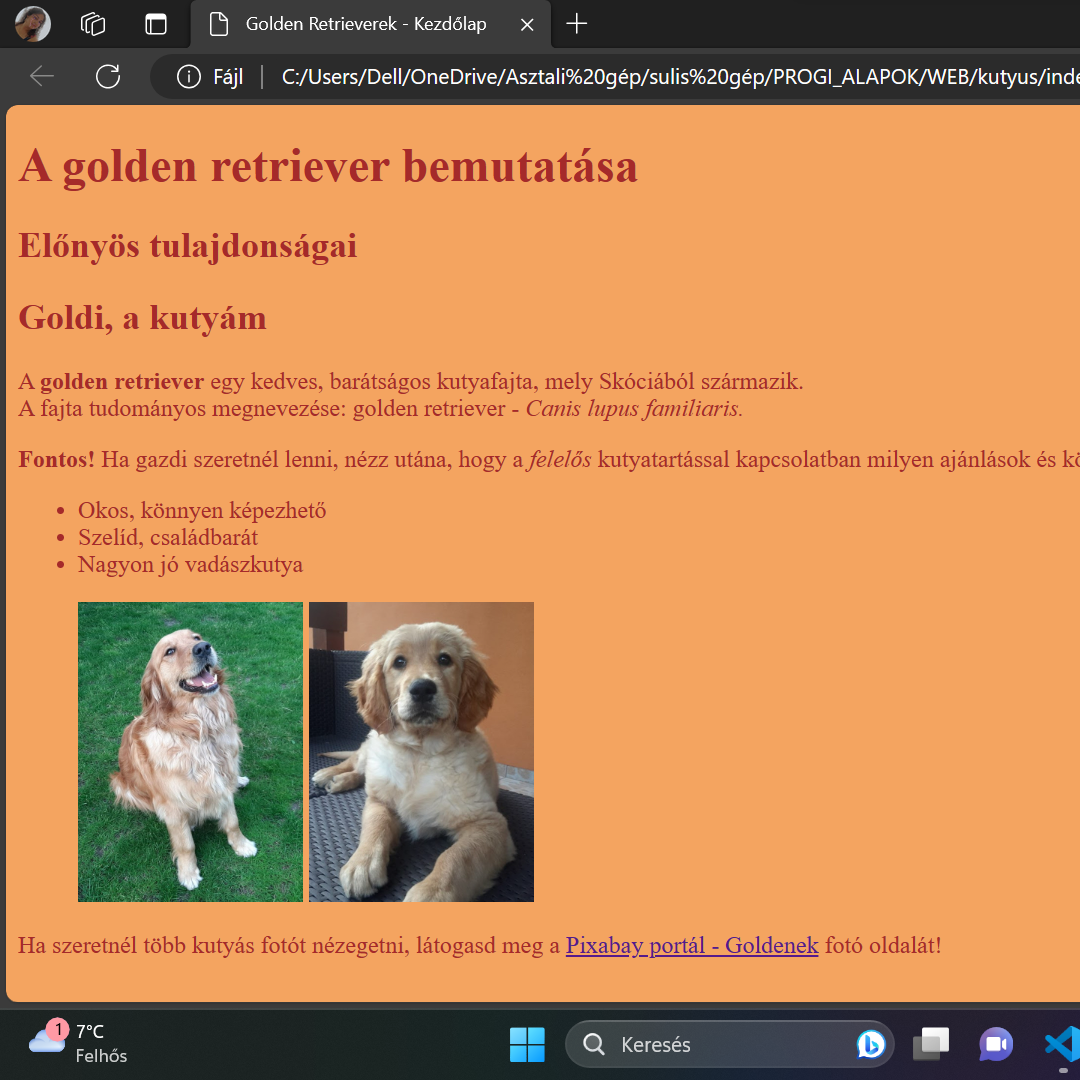 Golden Retrieverek - Kezdőlap
Fájl
C:/Users/Dell/OneDrive/Asztali%20gép/sulis%20gép/PROGI_ALAPOK/WEB/kutyus/inde
A golden retriever bemutatása
Előnyös tulajdonságai
Goldi, a kutyám
A golden retriever egy kedves, barátságos kutyafajta, mely Skóciából származik.
A fajta tudományos megnevezése: golden retriever - Canis lupus familiaris.
Fontos! Ha gazdi szeretnél lenni, nézz utána, hogy a felelős kutyatartással kapcsolatban milyen ajánlások és kö
Okos, könnyen képezhető
Szelíd, családbarát
Nagyon jó vadászkutya
Ha szeretnél több kutyás fotót nézegetni, látogasd meg a Pixabay portál - Goldenek fotó oldalát!
1
7°C
Felhős
Keresés